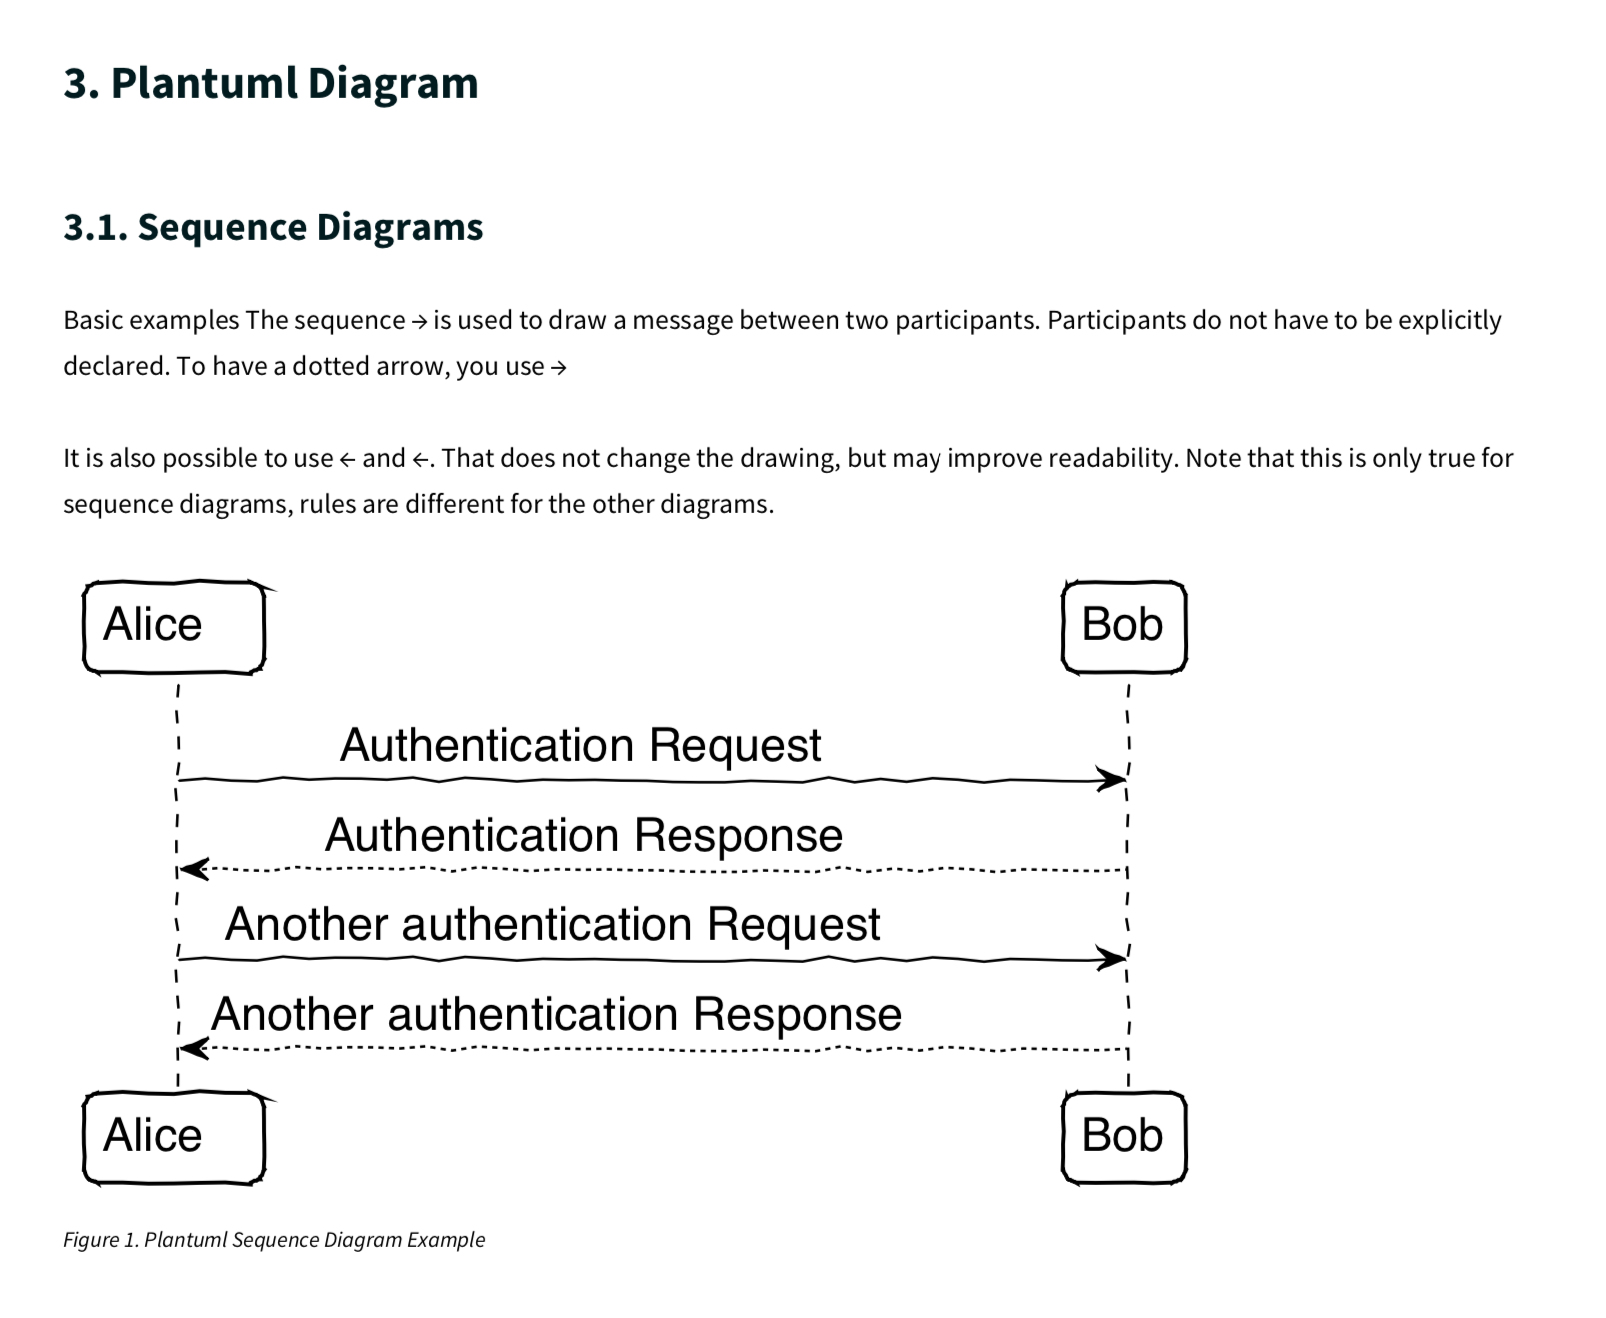 3. Plantuml Diagram
3.1. Sequence Diagrams
Basic examples The sequence → is used to draw a message between two participants. Participants do not have to be explicitly
declared. To have a dotted arrow, you use →
It is also possible to use ← and ←. That does not change the drawing, but may improve readability. Note that this is only true for
sequence diagrams, rules are different for the other diagrams.
Alice
Bob
Authentication Request
Authentication Response
Another authentication Request
Another authentication Response
Alice
Bob
Figure 1. Plantuml Sequence Diagram Example